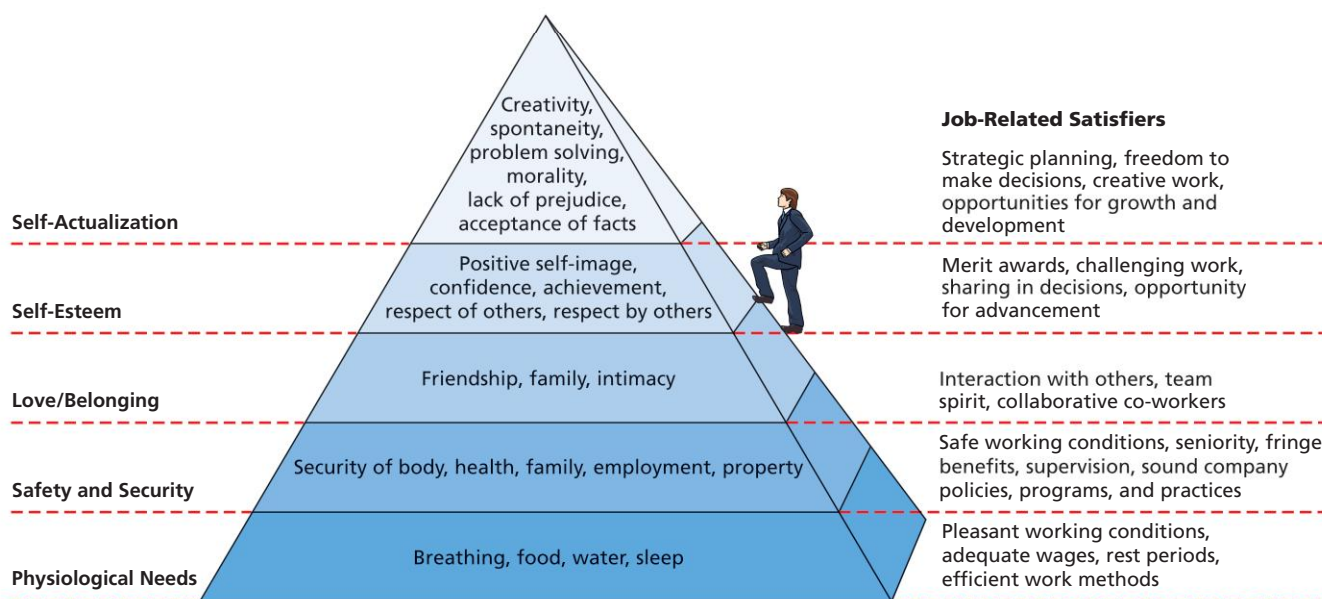 Creativity,
spontaneity,
problem solving,
morality,
lack of prejudice,
acceptance of facts
Self-Actualization
Job-Related Satisfiers
Strategic planning, freedom to
make decisions, creative work,
opportunities for growth and
development
Positive self-image,
confidence, achievement,
respect of others, respect by others
Self-Esteem
Merit awards, challenging work,
sharing in decisions, opportunity
for advancement
Friendship, family, intimacy
Love/Belonging
Interaction with others, team
spirit, collaborative co-workers
Security of body, health, family, employment, property
Safety and Security
Safe working conditions, seniority, fringe
benefits, supervision, sound company
policies, programs, and practices
Breathing, food, water, sleep
Physiological Needs
Pleasant working conditions,
adequate wages, rest periods,
efficient work methods